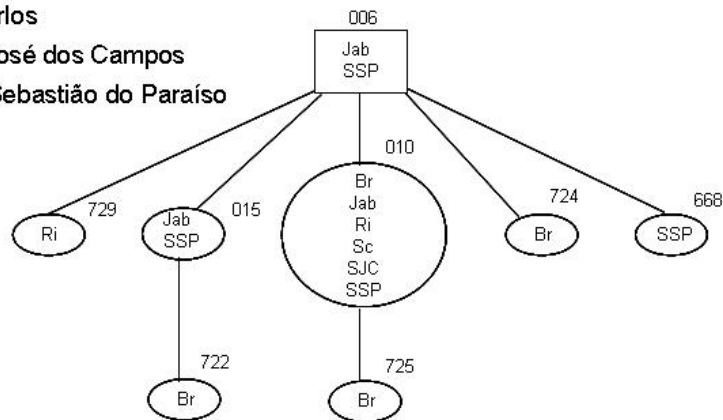 rlos
osé dos Campos
Sebastião do Paraíso
006
Jab
SSP
729
Ri
015
Jab
SSP
010
Br
Jab
Ri
Sc
SJC
SSP
724
Br
668
SSP
722
Br
725
Br